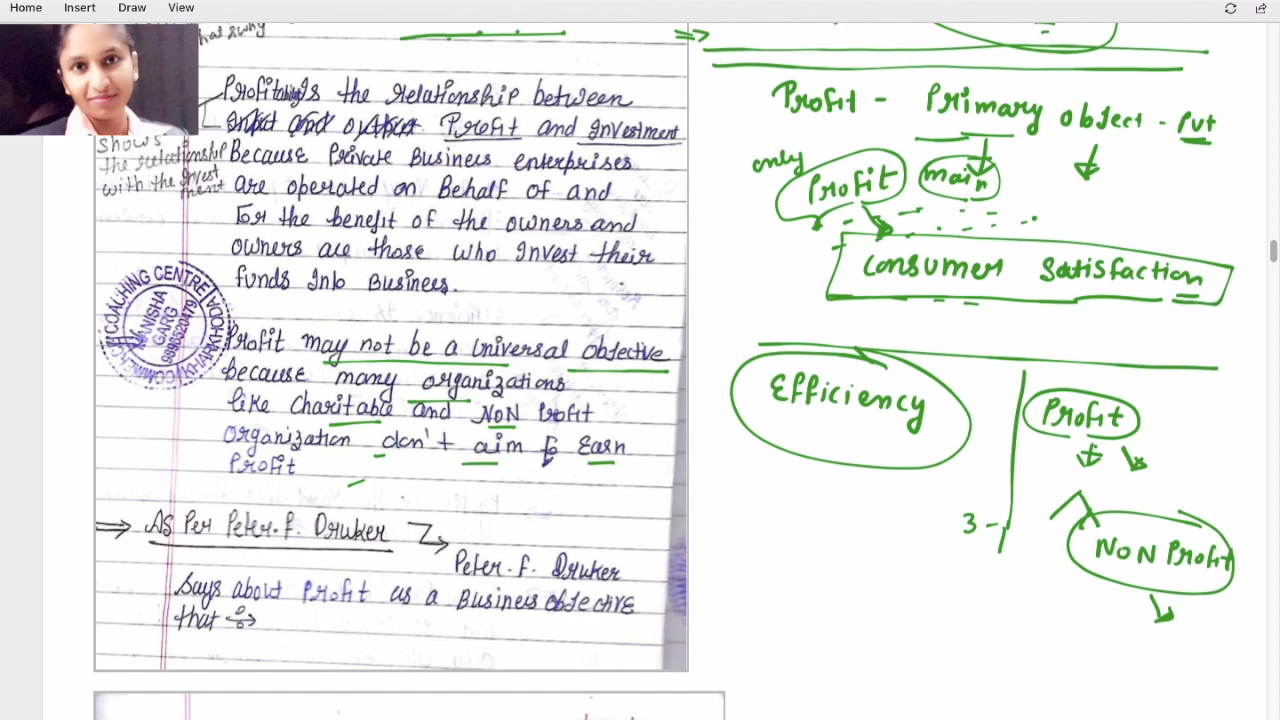 Home Insert Draw View
Profitability is the relationship between
Profit and Investment
shows
the relationship
with the Invest
ment
Because Private Business enterprises
are operated on Behalf of and
For the benefit of the owners and
owners are those who Invest their
funds into Business.
COACHING CENTRE
MANISHA
GARG
Profit may not be a universal objective
because many organizations
like charitable and NON Profit
organization don't aim to Earn
Profit
As Per Peter.F. Druker
Peter.F. Druker
Says about Profit as a Business objective
that
Profit - Primary object - Put
only
Profit main
Consumer Satisfaction
Efficiency
Profit
3 -
NON Profit